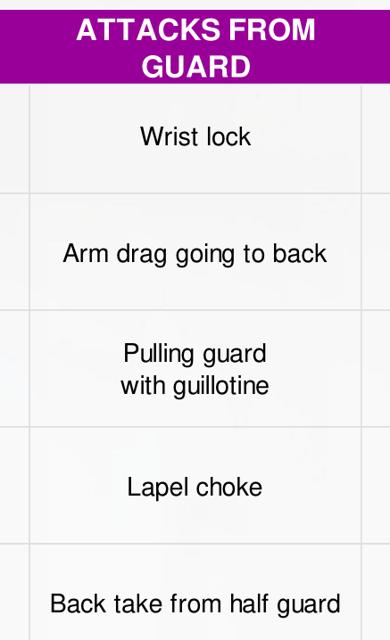 ATTACKS FROM
GUARD
Wrist lock
Arm drag going to back
Pulling guard
with guillotine
Lapel choke
Back take from half guard